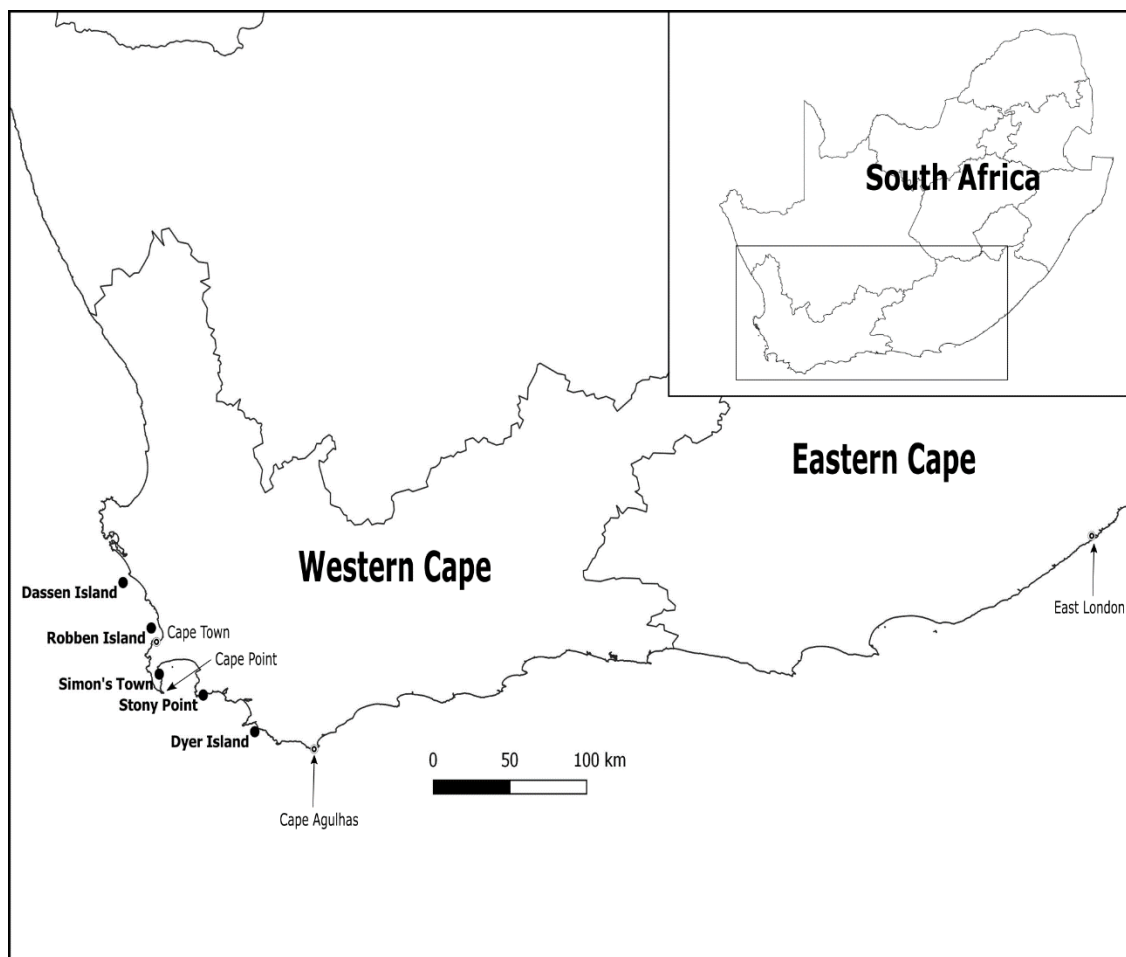 South Africa
Eastern Cape
Western Cape
Dassen Island
East London
Robben Island
Cape Town
Cape Point
Simon's Town
Stony Point
Dyer Island
0 50 100 km
Cape Agulhas